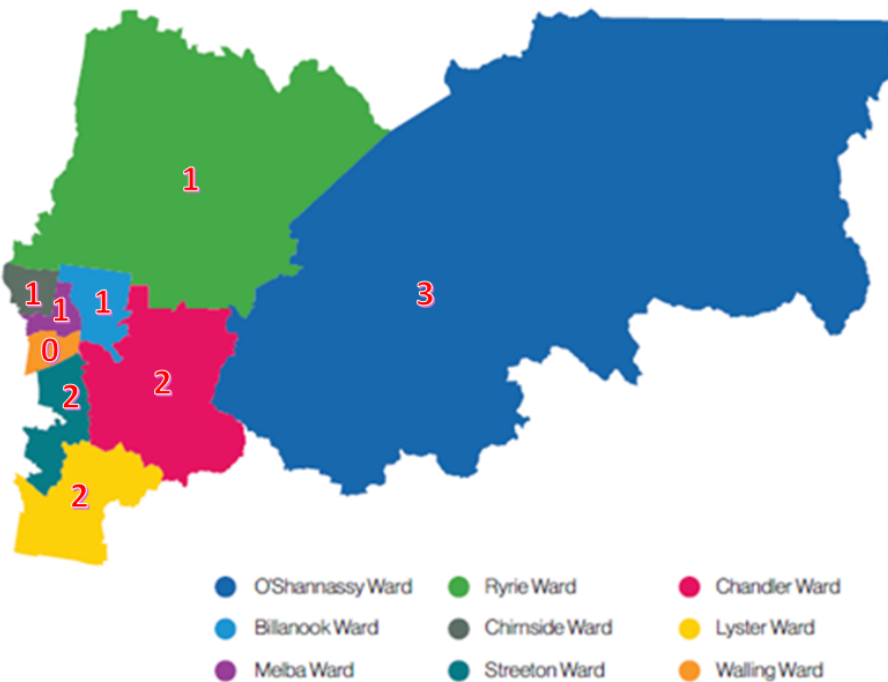 1
3
1
1
1
0
2
2
2
O'Shannassy Ward
Ryrie Ward
Chandler Ward
Billanook Ward
Chirnside Ward
Lyster Ward
Melba Ward
Streeton Ward
Walling Ward